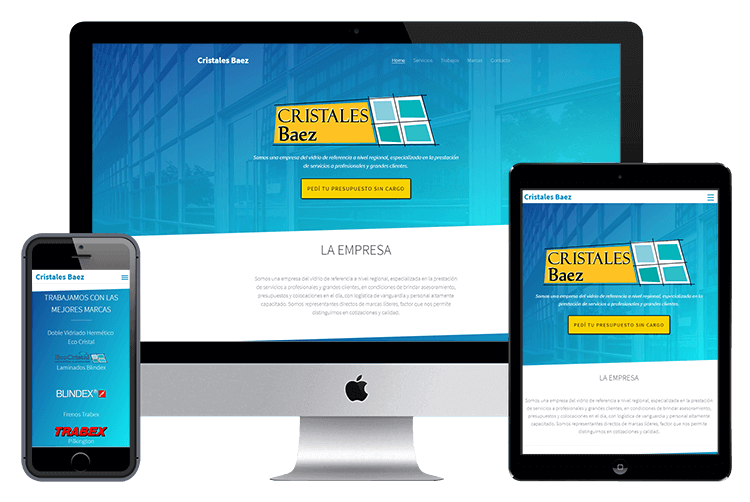 Cristales Baez
Home Servicios Trabajos Marcas Contacto
CRISTALES
Baez
Somos una empresa del vidrio de referencia a nivel regional, especializada en la prestación
de servicios a profesionales y grandes clientes.
PEDÍ TU PRESUPUESTO SIN CARGO
LA EMPRESA
Somos una empresa del vidrio de referencia a nivel regional, especializada en la prestación
de servicios a profesionales y grandes clientes, en condiciones de brindar asesoramiento,
presupuestos y colocaciones en el día, con logística de vanguardia y personal altamente
capacitado. Somos representantes directos de marcas líderes, factor que nos permite
distinguirnos en cotizaciones y calidad.
Cristales Baez
TRABAJAMOS CON LAS
MEJORES MARCAS
Doble Vidriado Hermético
Eco Cristal
Laminados Blindex
BLINDEX®
Frenos Trabex
TRABEX
Pilkington
Cristales Baez
CRISTALES
Baez
Somos una empresa del vidrio de referencia a nivel regional, especializada en la
prestación de servicios a profesionales y grandes clientes.
PEDÍ TU PRESUPUESTO SIN CARGO
LA EMPRESA
Somos una empresa del vidrio de referencia a nivel regional, especializada en la prestación
de servicios a profesionales y grandes clientes, en condiciones de brindar asesoramiento,
presupuestos y colocaciones en el día, con logística de vanguardia y personal altamente
capacitado. Somos representantes directos de marcas líderes, factor que nos permite
distinguirnos en cotizaciones y calidad.